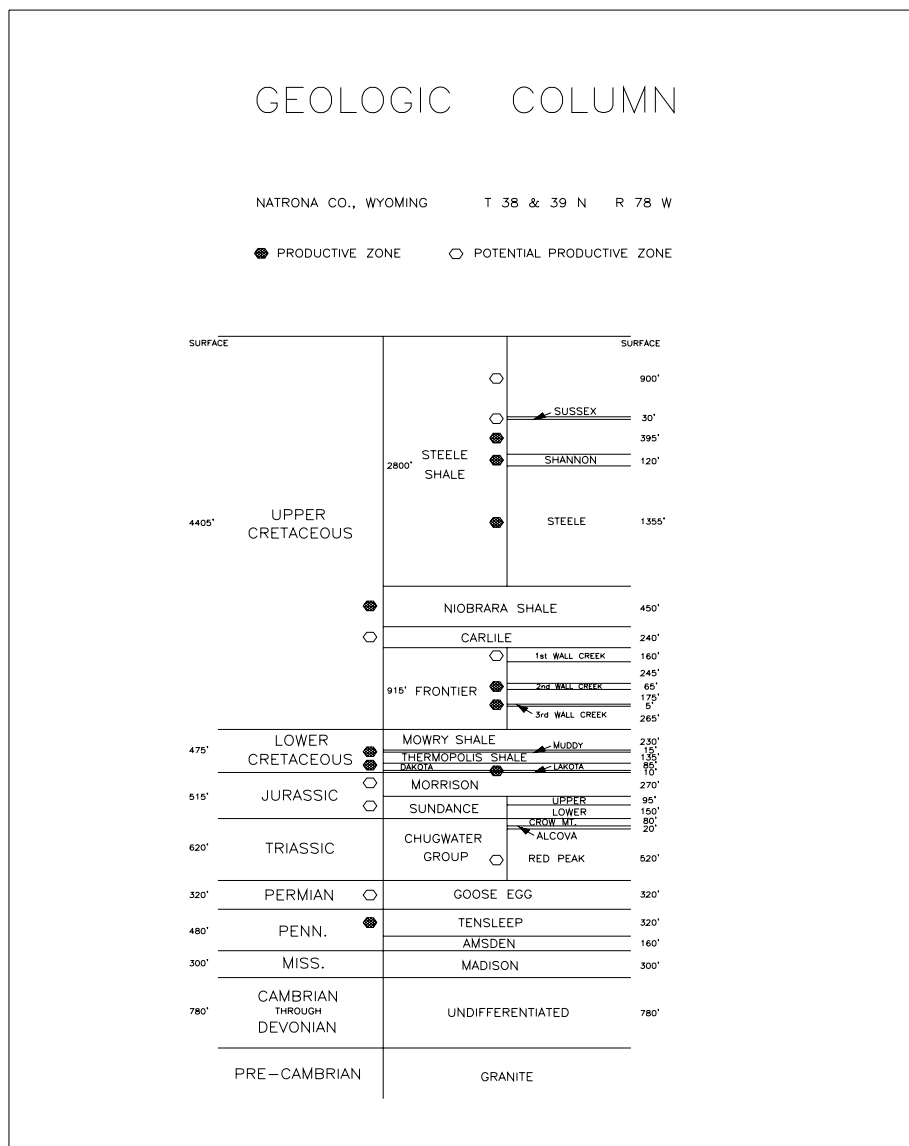 GEOLOGIC COLUMN
NATRONA CO., WYOMING T 38 & 39 N R 78 W
PRODUCTIVE ZONE POTENTIAL PRODUCTIVE ZONE
SURFACE SURFACE
900'
SUSSEX 30'
395'
2800' STEELE SHALE
SHANNON 120'
4405' UPPER CRETACEOUS
STEELE 1355'
NIOBRARA SHALE 450'
CARLILE 240'
1st WALL CREEK 160'
245'
915' FRONTIER
2nd WALL CREEK 65'
175'
5'
3rd WALL CREEK 265'
475' LOWER CRETACEOUS
MOWRY SHALE 230'
MUDDY 15'
THERMOPOLIS SHALE 135'
DAKOTA 85'
LAKOTA 10'
515' JURASSIC
MORRISON 270'
SUNDANCE
UPPER 95'
LOWER 150'
620' TRIASSIC
CHUGWATER GROUP
CROW MT. 80'
ALCOVA 20'
RED PEAK 520'
320' PERMIAN GOOSE EGG 320'
480' PENN.
TENSLEEP 320'
AMSDEN 160'
300' MISS. MADISON 300'
780' CAMBRIAN THROUGH DEVONIAN
UNDIFFERENTIATED 780'
PRE-CAMBRIAN GRANITE